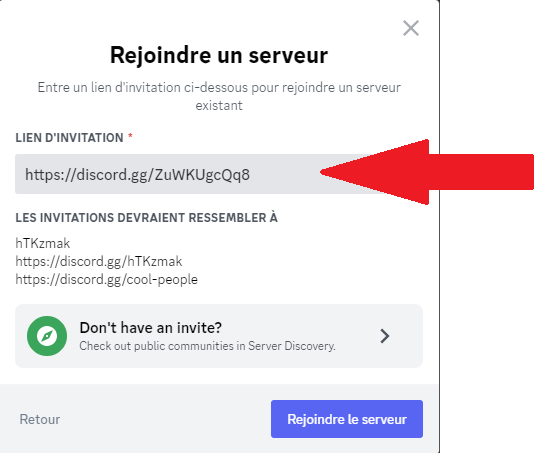 Rejoindre un serveur
Entre un lien d'invitation ci-dessous pour rejoindre un serveur
existant
LIEN D'INVITATION *
https://discord.gg/ZuWKUgcQq8
LES INVITATIONS DEVRAIENT RESSEMBLER À
hTKzmak
https://discord.gg/hTKzmak
https://discord.gg/cool-people
Don't have an invite?
Check out public communities in Server Discovery.
Retour
Rejoindre le serveur